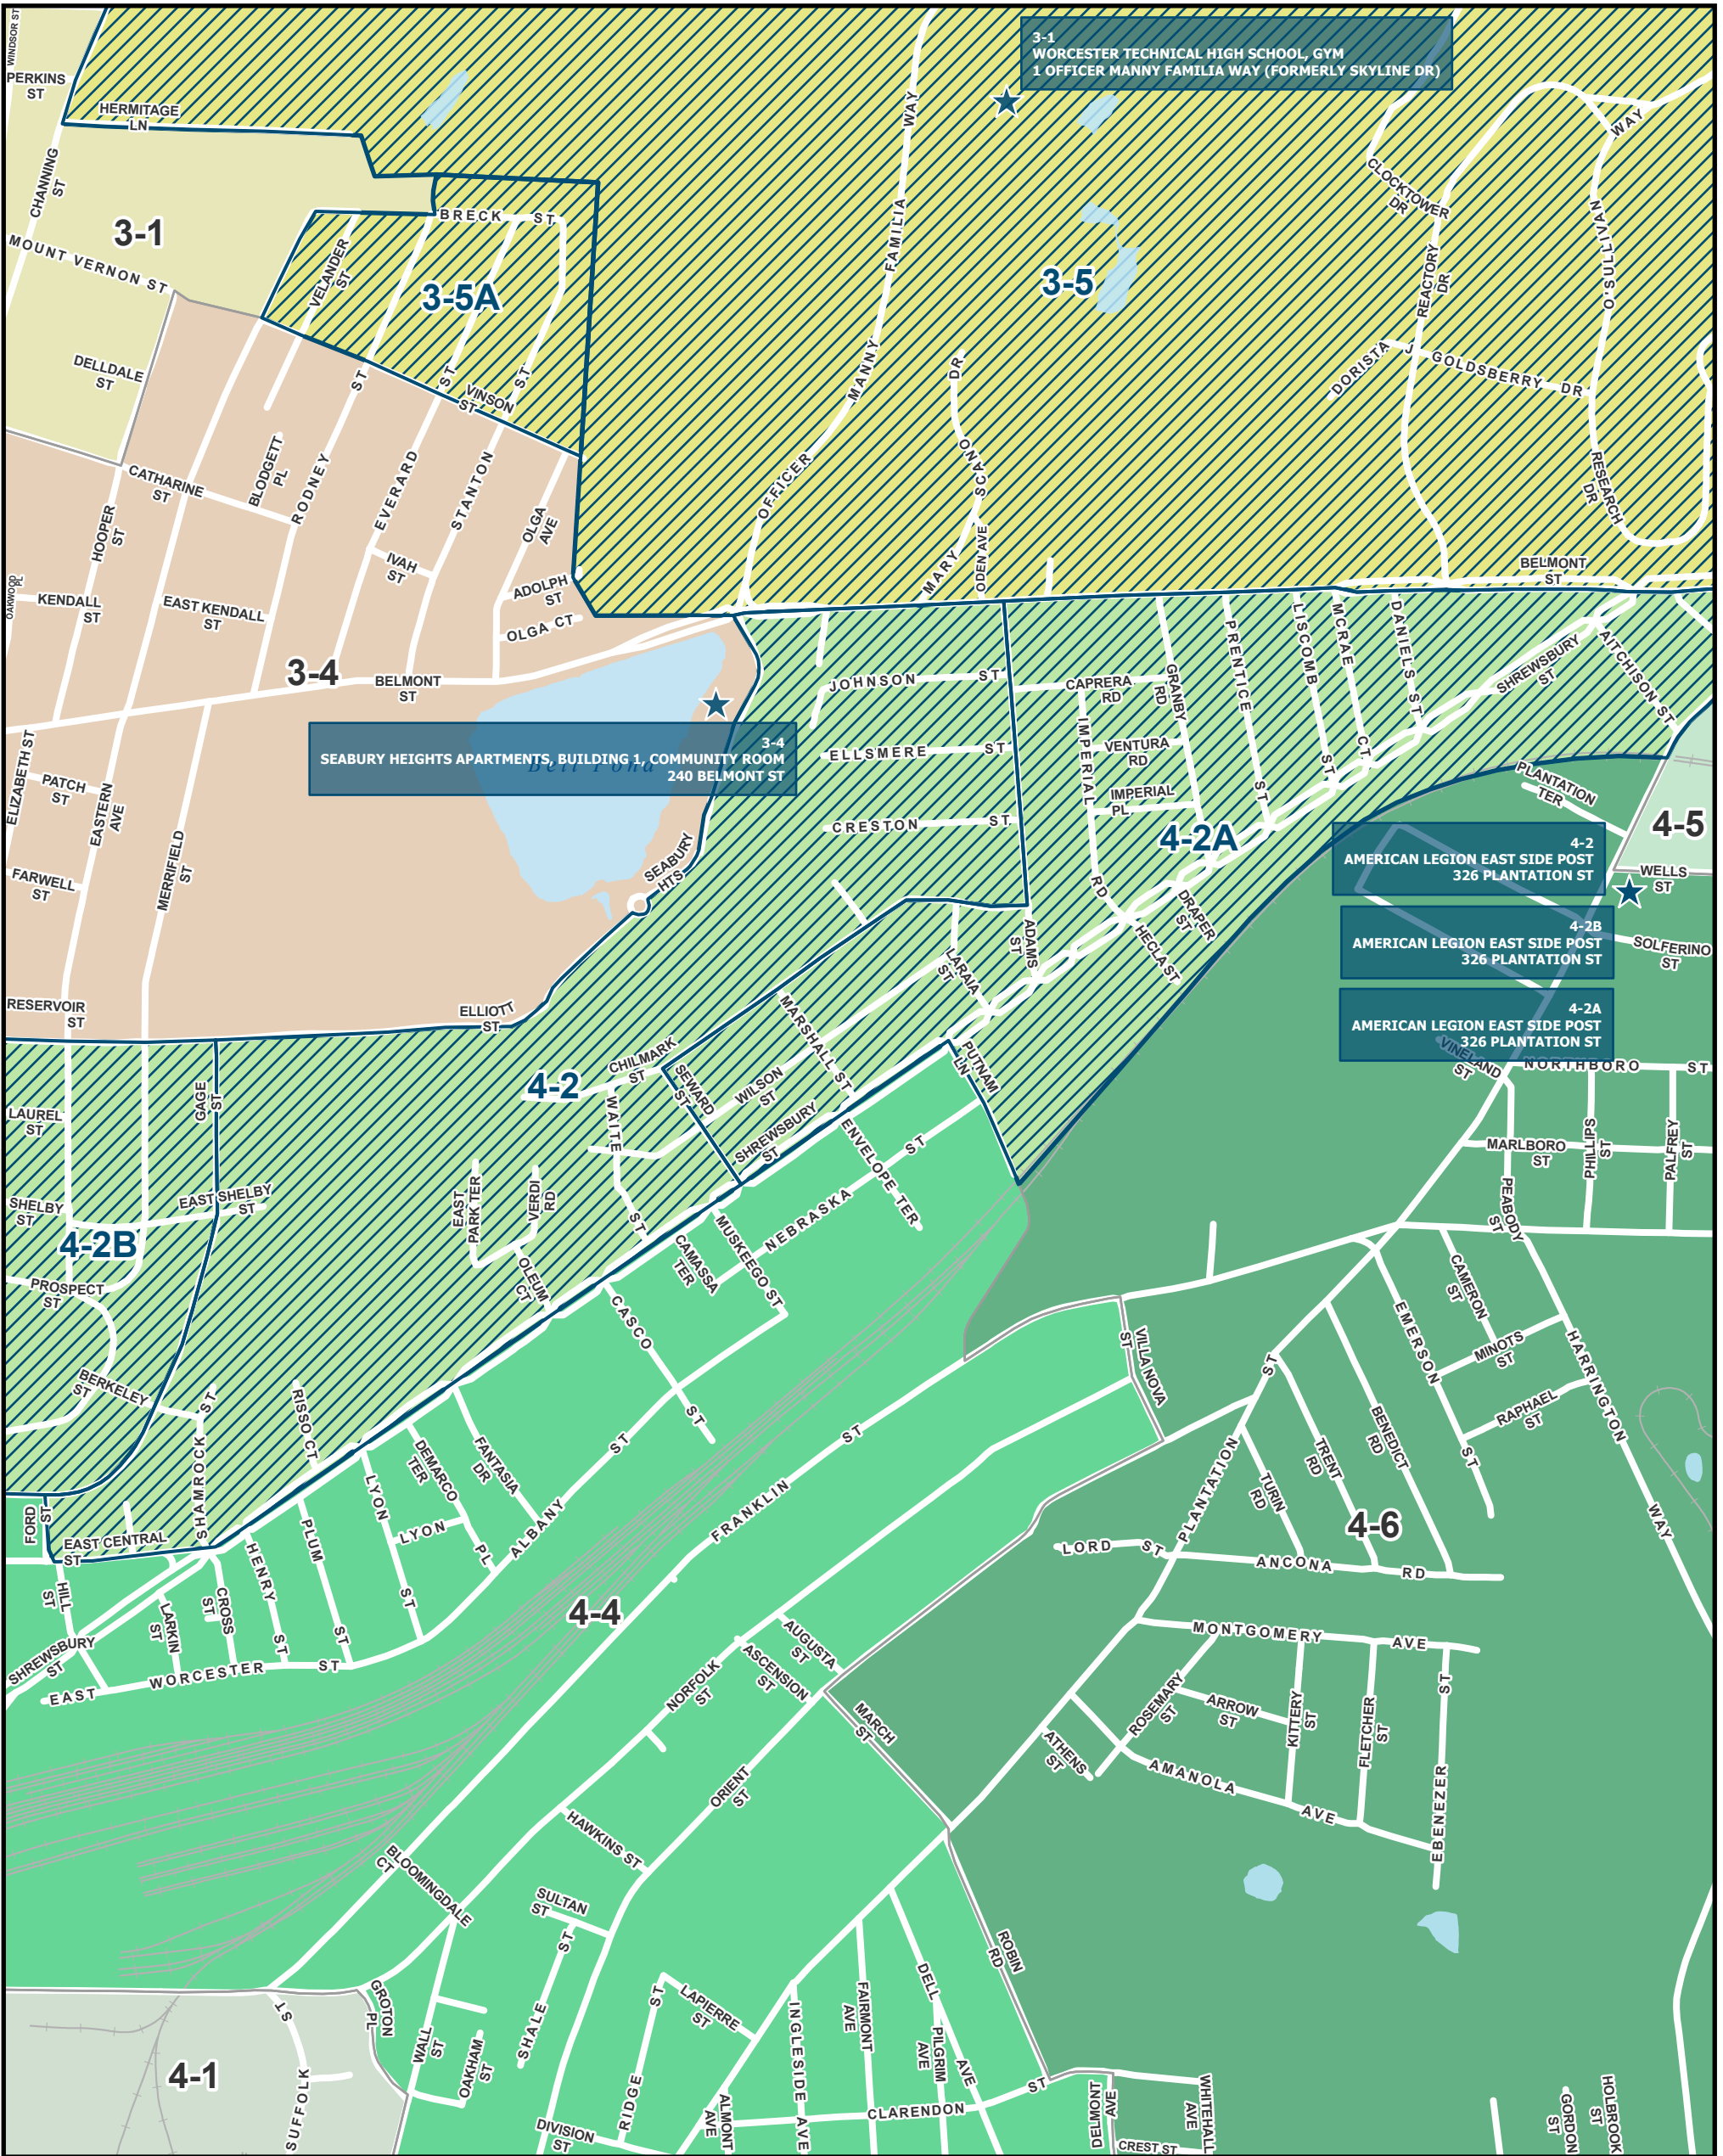 WINDSOR ST
PERKINS
ST
HERMITAGE
LN
CHANNING
ST
3-1
MOUNT VERNON ST
DELLDALE
ST
3-1
WORCESTER TECHNICAL HIGH SCHOOL, GYM
1 OFFICER MANNY FAMILIA WAY (FORMERLY SKYLINE DR)
BRECK ST
VELANDER
ST
3-5A
ST
ST
ST
VINSON
ST
3-5
OFFICER MANNY FAMILIA WAY
MARY SCANO DR
ODEN AVE
CLOCKTOWER
DR
REACTORY
DR
WAY
O'SULLIVAN
DORISTA J GOLDSBERRY DR
RESEARCH
DR
BELMONT
ST
CATHARINE
ST
BLODGETT
PL
RODNEY
EVERARD
STANTON
OLGA
AVE
HOOPER
ST
IVAH
ST
ADOLPH
ST
OLGA CT
OAKWOOD
PL
KENDALL
ST
EAST KENDALL
ST
3-4
BELMONT
ST
ELIZABETH ST
PATCH
ST
EASTERN
AVE
MERRIFIELD
ST
FARWELL
ST
RESERVOIR
ST
3-4
SEABURY HEIGHTS APARTMENTS, BUILDING 1, COMMUNITY ROOM
240 BELMONT ST
Bell Pond
SEABURY
HTS
ELLIOTT
ST
JOHNSON ST
ELLSMERE ST
CRESTON ST
CAPRERA
RD
GRANBY
RD
IMPERIAL
RD
VENTURA
RD
IMPERIAL
PL
PRENTICE
ST
LISCOMB
ST
MCRAE
CT
DANIELS ST
SHREWSBURY
ST
AITCHISON ST
4-2A
PLANTATION
TER
4-5
4-2
AMERICAN LEGION EAST SIDE POST
326 PLANTATION ST
WELLS
ST
4-2B
AMERICAN LEGION EAST SIDE POST
326 PLANTATION ST
SOLFERINO
ST
4-2A
AMERICAN LEGION EAST SIDE POST
326 PLANTATION ST
DRAPER
ST
HECLA ST
ADAMS
ST
LARAIA
ST
MARSHALL ST
PUTNAM
LN
CHILMARK
ST
4-2
SEWARD
ST
WILSON
ST
WAITE
ST
SHREWSBURY
ST
VINELAND
ST
NORTHBORO ST
MARLBORO
ST
PHILLIPS
ST
PALFREY
ST
PEABODY
ST
GAGE
ST
LAUREL
ST
SHELBY
ST
EAST SHELBY
ST
4-2B
PROSPECT
ST
EAST
PARK TER
VERDI
RD
OLEUM
CT
ENVELOPE TER
NEBRASKA ST
MUSKEEGO ST
CAMASSA
TER
CASCO
ST
BERKELEY
ST
SHAMROCK ST
RISSO CT
FORD
ST
EAST CENTRAL
ST
HILL
ST
SHREWSBURY
ST
LARKIN
ST
CROSS
ST
HENRY
ST
PLUM
ST
LYON
ST
LYON
DEMARCO
TER
PL
FANTASIA
DR
ALBANY ST
EAST WORCESTER ST
FRANKLIN ST
VILLA NOVA
ST
4-4
CAMERON
ST
EMERSON
ST
MINOTS
ST
RAPHAEL
ST
HARRINGTON
WAY
BENEDICT
RD
TRENT
RD
TURIN
RD
PLANTATION ST
4-6
LORD ST
ANCONA RD
MONTGOMERY AVE
ROSEMARY
ST
ARROW
ST
KITTERY
ST
FLETCHER
ST
EBENEZER ST
ATHENS
ST
AMANOLA AVE
AUGUSTA
ST
ASCENSION
ST
NORFOLK
ST
MARCH
ST
ORIENT
ST
HAWKINS ST
BLOOMINGDALE
CT
SULTAN
ST
SHALE ST
GROTON
PL
WALL
ST
OAKHAM
ST
4-1
SUFFOLK ST
RIDGE ST
LAPIERRE
ST
DIVISION
ST
INGLESIDE AVE
FAIRMONT
AVE
DELL
AVE
PILGRIM
AVE
ALMONT
AVE
CLARENDON ST
ROBIN
RD
DELMONT
AVE
CREST ST
WHITEHALL
AVE
GORDON
ST
HOLBROOK
ST